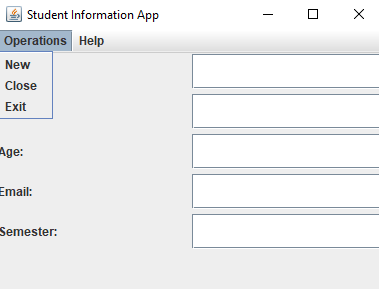 Student Information App
Operations Help
New
Close
Exit
Age:
Email:
Semester: